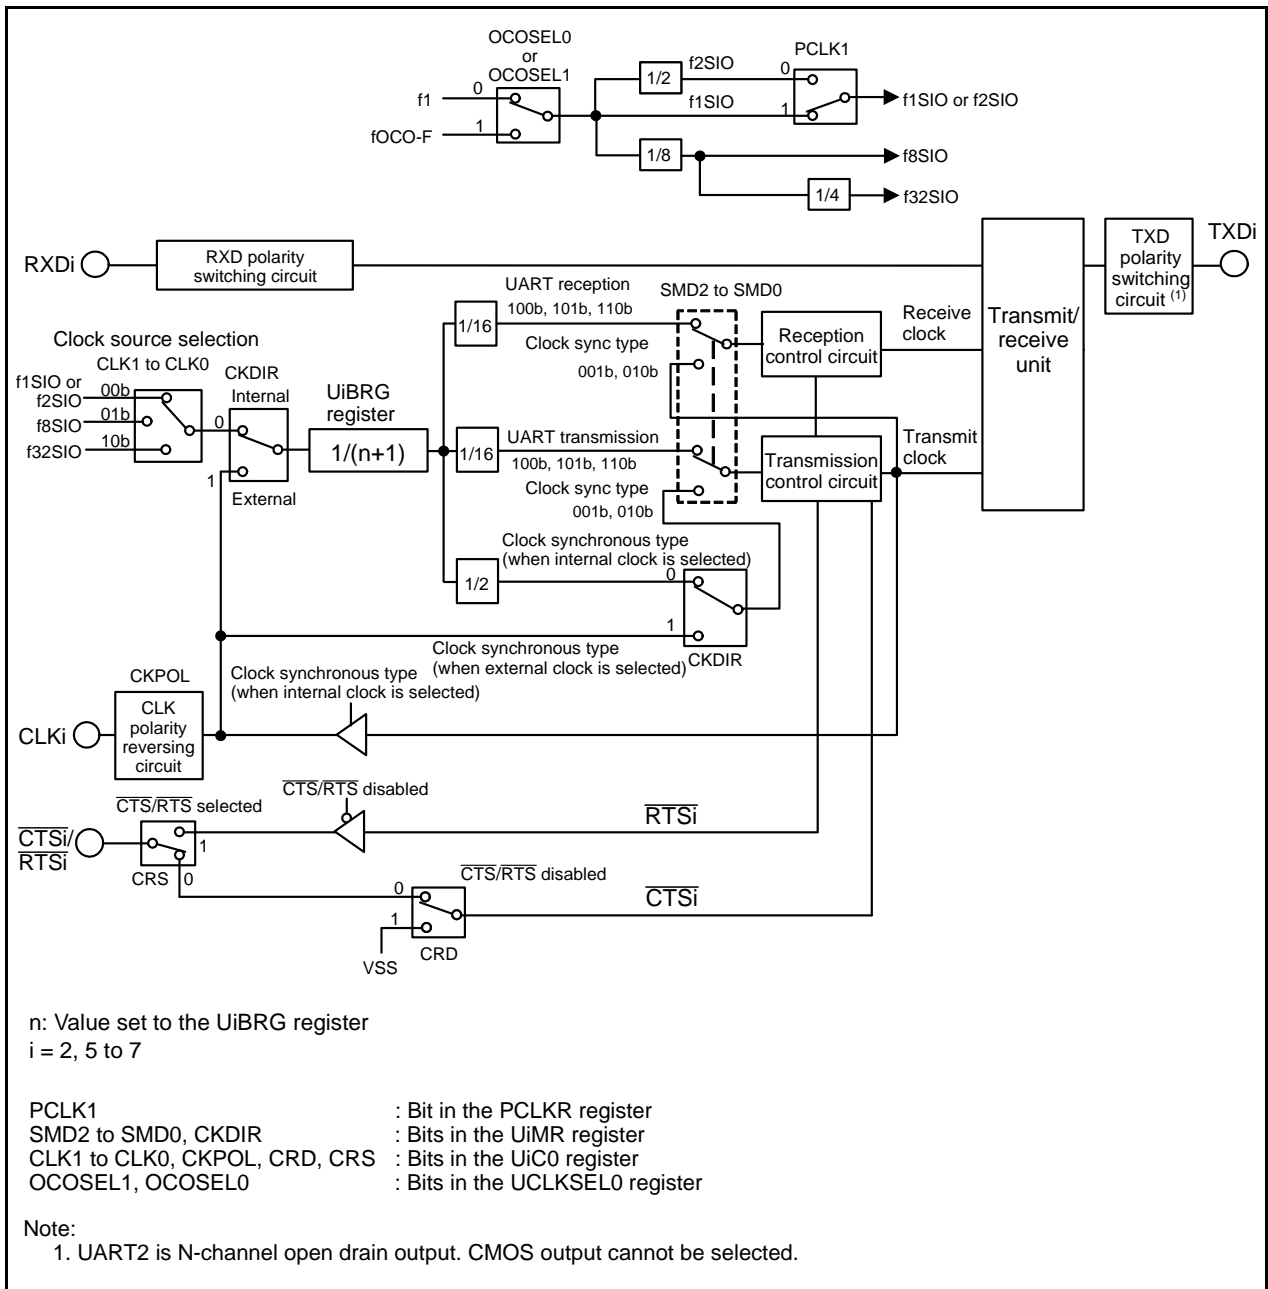 OCOSEL0
or
OCOSEL1
f1
0
fOCO-F
1
1/2
f2SIO
f1SIO
PCLK1
0
1
f1SIO or f2SIO
1/8
f8SIO
1/4
f32SIO
RXDi
RXD polarity
switching circuit
TXD
polarity
switching
circuit (1)
TXDi
Transmit/
receive
unit
UART reception
100b, 101b, 110b
1/16
SMD2 to SMD0
Clock sync type
001b, 010b
Reception
control circuit
Receive
clock
Clock source selection
CLK1 to CLK0
f1SIO or
f2SIO
00b
f8SIO
01b
f32SIO
10b
CKDIR
Internal
0
1
External
UiBRG
register
1/(n+1)
1/16
UART transmission
100b, 101b, 110b
Clock sync type
001b, 010b
Transmission
control circuit
Transmit
clock
Clock synchronous type
(when internal clock is selected)
1/2
0
1
CKDIR
Clock synchronous type
(when external clock is selected)
CKPOL
Clock synchronous type
(when internal clock is selected)
CLKi
CLK
polarity
reversing
circuit
CTS/RTS selected
CTS/RTS disabled
CTSi/
RTSi
1
CRS
0
RTSi
CTS/RTS disabled
0
1
CTSi
VSS
CRD
n: Value set to the UiBRG register
i = 2, 5 to 7
PCLK1 : Bit in the PCLKR register
SMD2 to SMD0, CKDIR : Bits in the UiMR register
CLK1 to CLK0, CKPOL, CRD, CRS : Bits in the UiC0 register
OCOSEL1, OCOSEL0 : Bits in the UCLKSEL0 register
Note:
1. UART2 is N-channel open drain output. CMOS output cannot be selected.